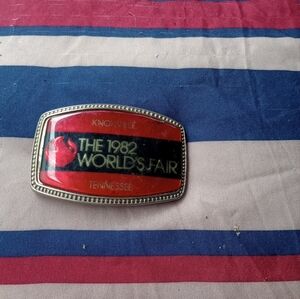 KNOXVILLE
THE 1982
WORLD'S FAIR
TENNESSEE